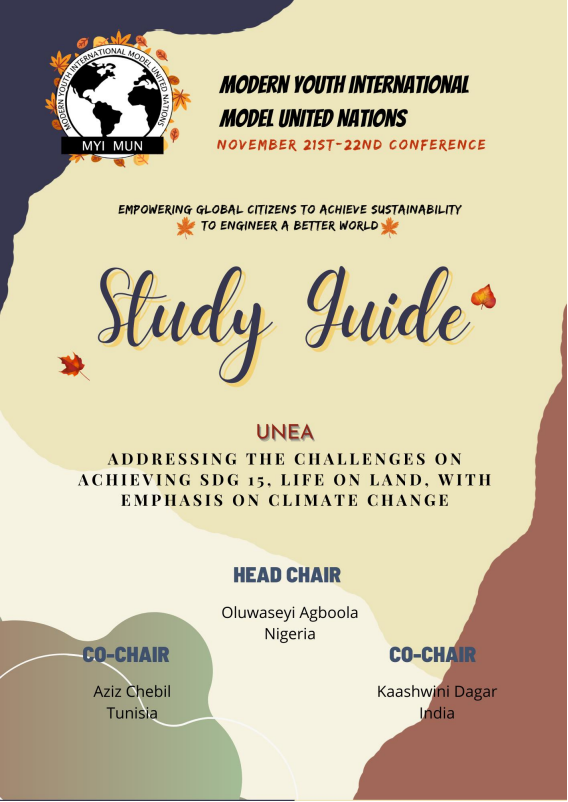 MODERN YOUTH INTERNATIONAL MODEL UNITED NATIONS
MYI MUN
MODERN YOUTH INTERNATIONAL
MODEL UNITED NATIONS
NOVEMBER 21ST-22ND CONFERENCE
EMPOWERING GLOBAL CITIZENS TO ACHIEVE SUSTAINABILITY
TO ENGINEER A BETTER WORLD
Study Guide
UNEA
ADDRESSING THE CHALLENGES ON
ACHIEVING SDG 15, LIFE ON LAND, WITH
EMPHASIS ON CLIMATE CHANGE
HEAD CHAIR
Oluwaseyi Agboola
Nigeria
CO-CHAIR
Aziz Chebil
Tunisia
CO-CHAIR
Kaashwini Dagar
India